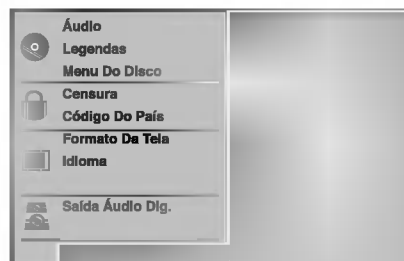 Áudio
Legendas
Menu Do Disco
Censura
Código Do País
Formato Da Tela
Idioma
Saída Áudio Dig.